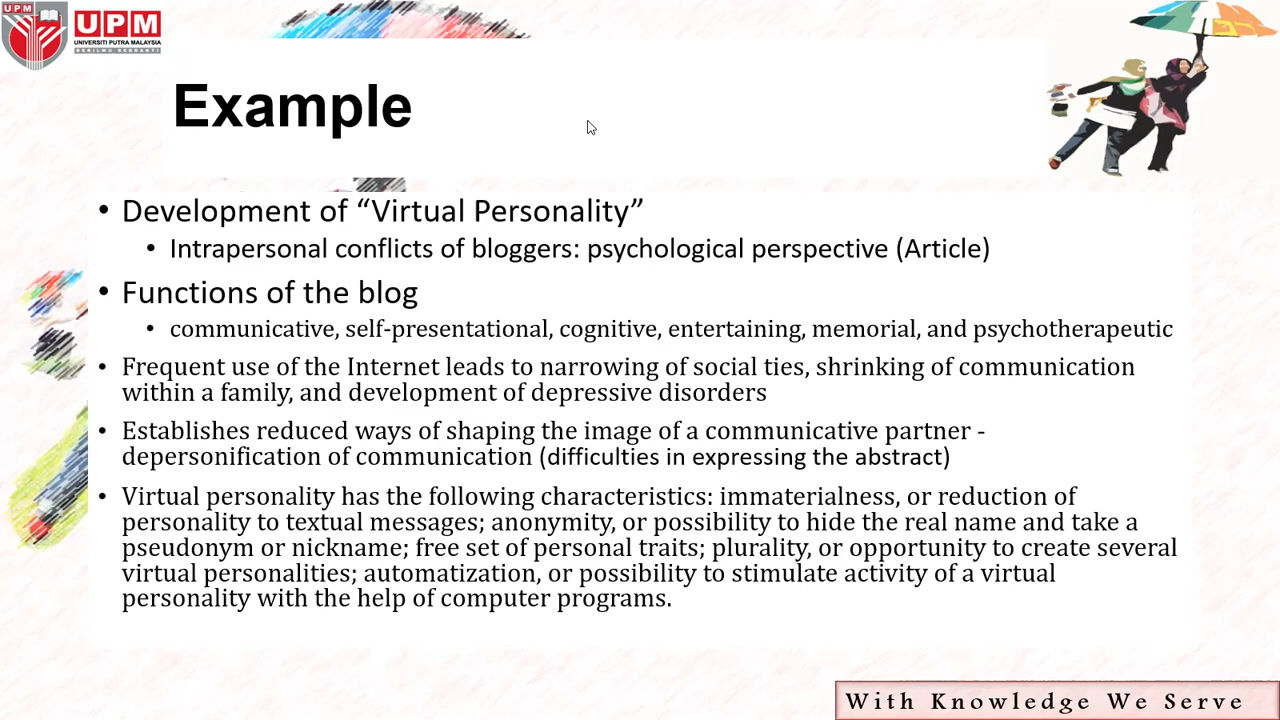 UPM
UPM
UNIVERSITI PUTRA MALAYSIA
BERILMU BERBAKTI
Example
• Development of “Virtual Personality”
• Intrapersonal conflicts of bloggers: psychological perspective (Article)
• Functions of the blog
• communicative, self-presentational, cognitive, entertaining, memorial, and psychotherapeutic
• Frequent use of the Internet leads to narrowing of social ties, shrinking of communication
within a family, and development of depressive disorders
• Establishes reduced ways of shaping the image of a communicative partner -
depersonification of communication (difficulties in expressing the abstract)
• Virtual personality has the following characteristics: immaterialness, or reduction of
personality to textual messages; anonymity, or possibility to hide the real name and take a
pseudonym or nickname; free set of personal traits; plurality, or opportunity to create several
virtual personalities; automatization, or possibility to stimulate activity of a virtual
personality with the help of computer programs.
With Knowledge We Serve